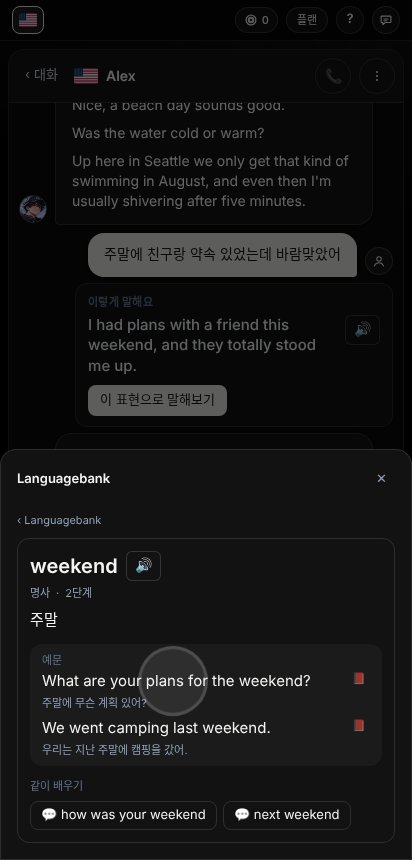 0
플랜
?
‹ 대화
Alex
Nice, a beach day sounds good.
Was the water cold or warm?
Up here in Seattle we only get that kind of
swimming in August, and even then I'm
usually shivering after five minutes.
주말에 친구랑 약속 있었는데 바람맞았어
이렇게 말해요
I had plans with a friend this
weekend, and they totally stood
me up.
이 표현으로 말해보기
Languagebank
×
‹ Languagebank
weekend
명사 · 2단계
주말
예문
What are your plans for the weekend?
주말에 무슨 계획 있어?
We went camping last weekend.
우리는 지난 주말에 캠핑을 갔어.
같이 배우기
how was your weekend
next weekend